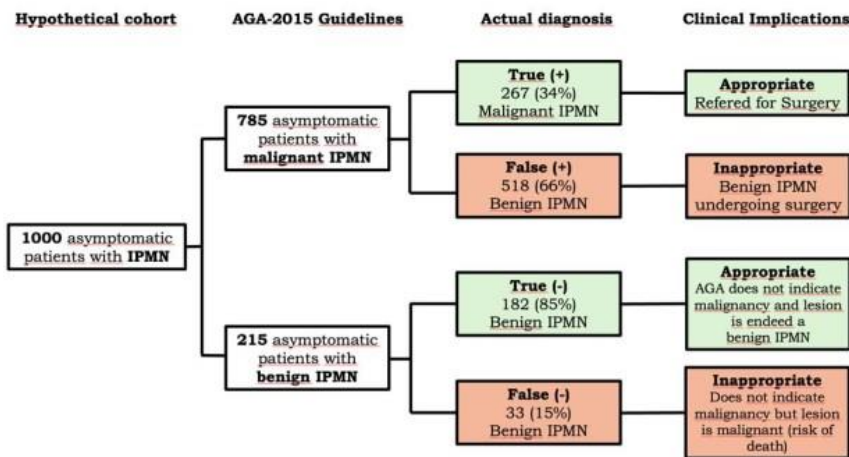 Hypothetical cohort
AGA-2015 Guidelines
Actual diagnosis
Clinical Implications
1000 asymptomatic
patients with IPMN
785 asymptomatic
patients with
malignant IPMN
True (+)
267 (34%)
Malignant IPMN
Appropriate
Refered for Surgery
False (+)
518 (66%)
Benign IPMN
Inappropriate
Benign IPMN
undergoing surgery
215 asymptomatic
patients with
benign IPMN
True (-)
182 (85%)
Benign IPMN
Appropriate
AGA does not indicate
malignancy and lesion
is endeed a
benign IPMN
False (-)
33 (15%)
Benign IPMN
Inappropriate
Does not indicate
malignancy but lesion
is malignant (risk of
death)